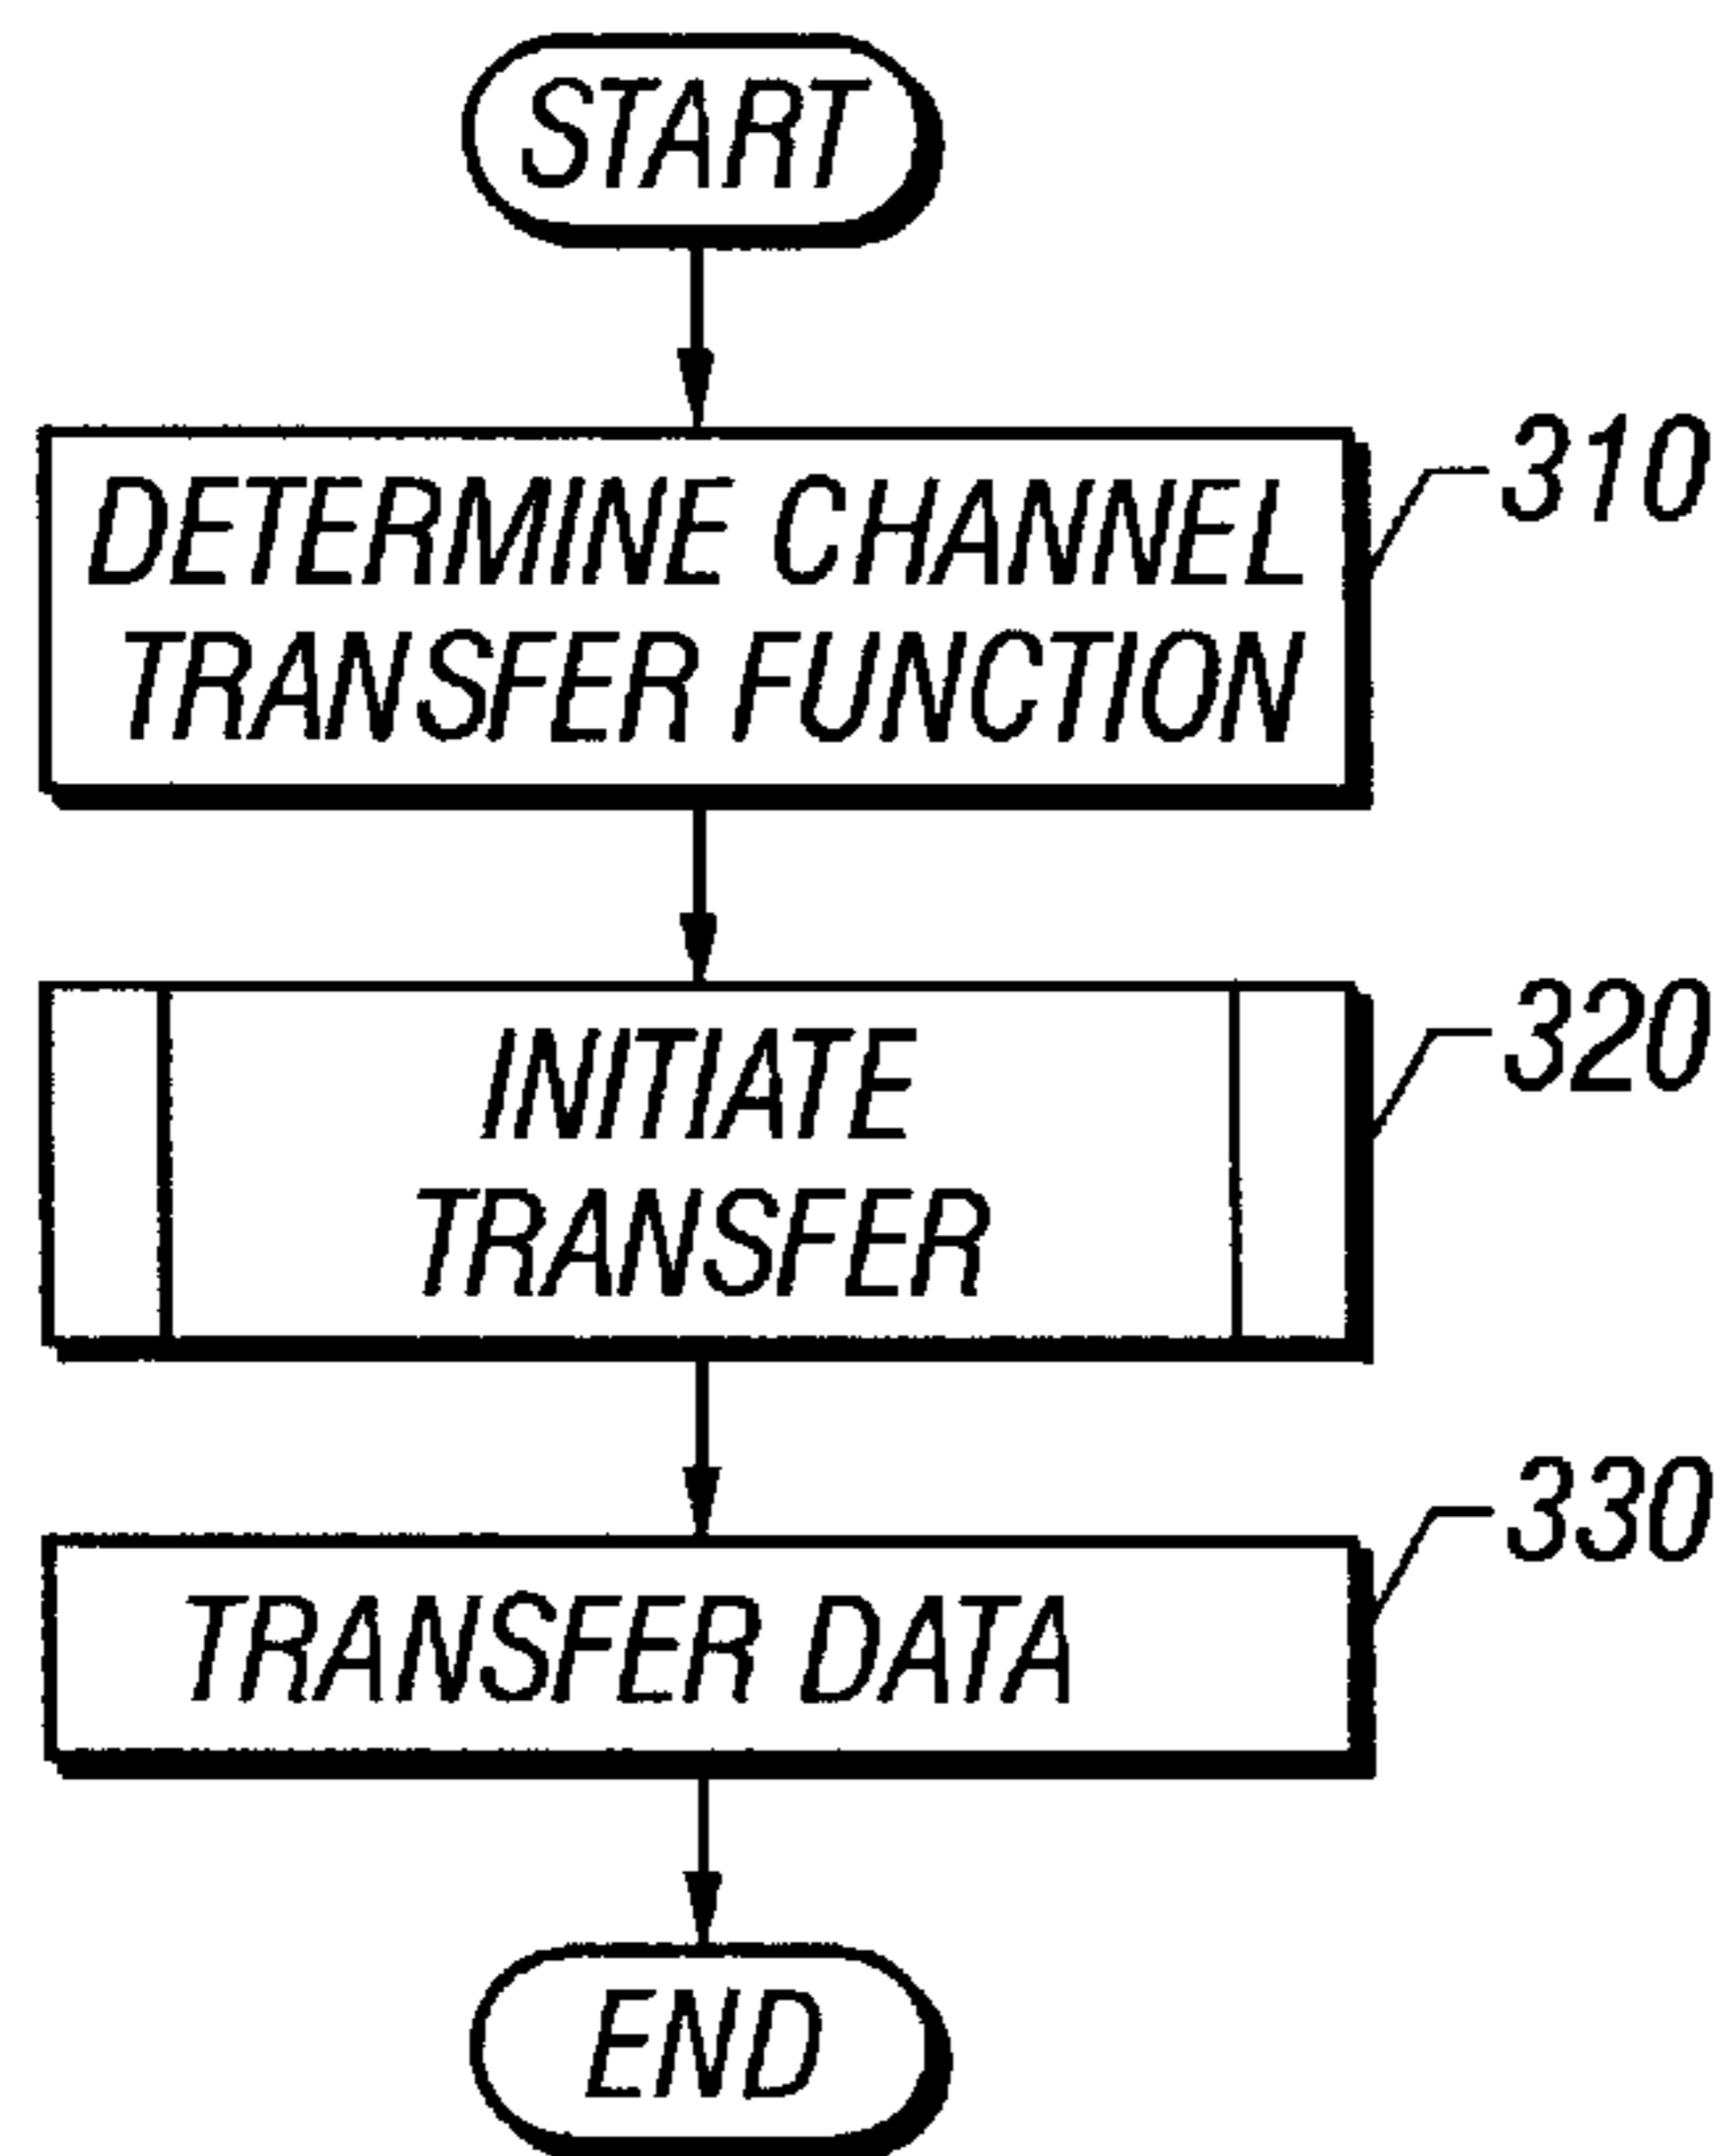 START
310
DETERMINE CHANNEL
TRANSFER FUNCTION
320
INITIATE
TRANSFER
330
TRANSFER DATA
END